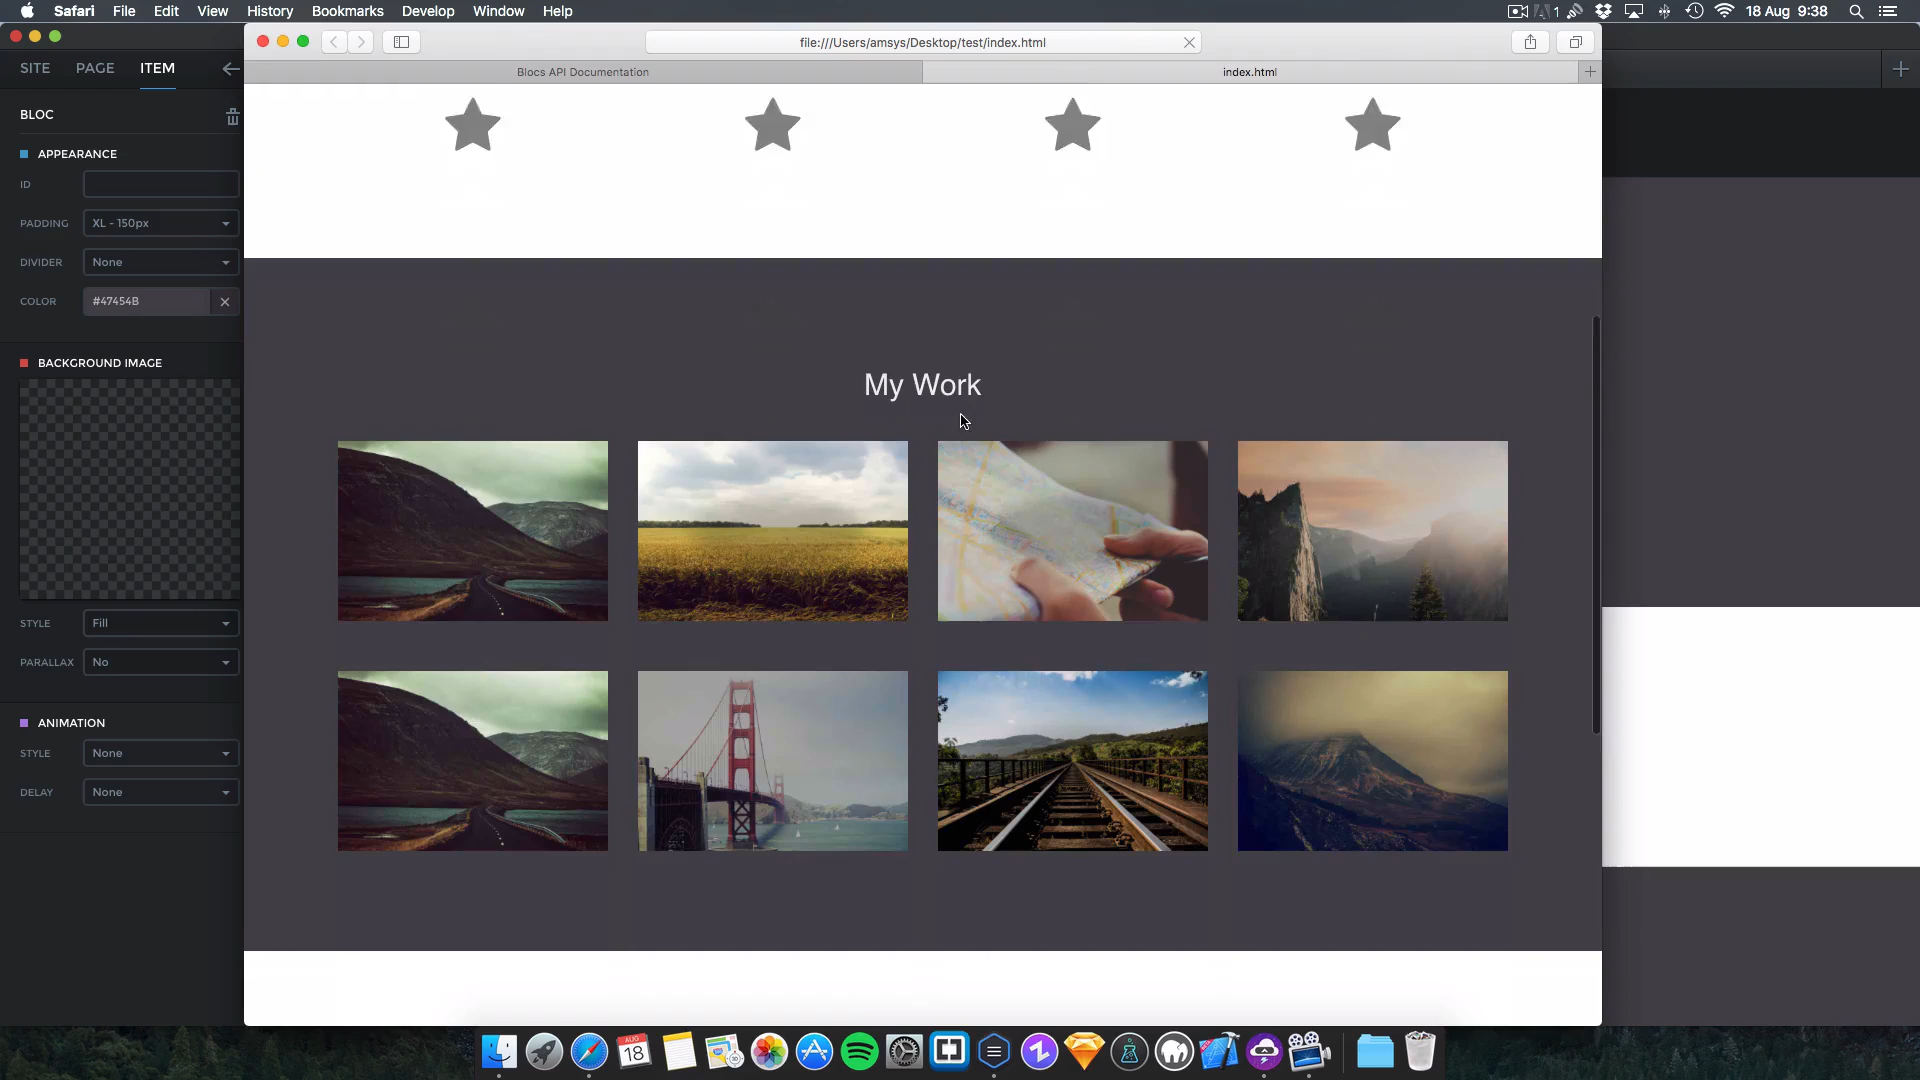 Safari File Edit View History Bookmarks Develop Window Help
1 18 Aug 9:38
SITE PAGE ITEM
file:///Users/amsys/Desktop/test/index.html
Blocs API Documentation
index.html
BLOC
APPEARANCE
ID
PADDING XL - 150px
DIVIDER None
COLOR #47454B
BACKGROUND IMAGE
My Work
STYLE Fill
PARALLAX No
ANIMATION
STYLE None
DELAY None
AUG
18